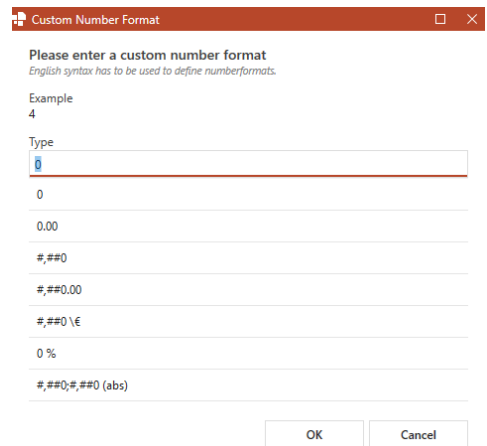 Custom Number Format
Please enter a custom number format
English syntax has to be used to define numberformats.
Example
4
Type
0
0
0.00
#,##0
#,##0.00
#,##0 \€
0 %
#,##0;#,##0 (abs)
OK Cancel